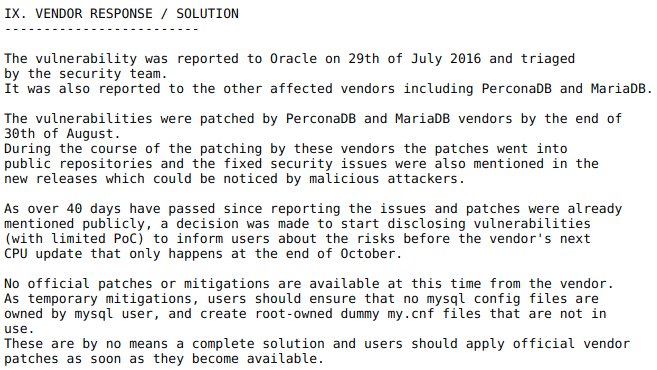 IX. VENDOR RESPONSE / SOLUTION
-------------------------
The vulnerability was reported to Oracle on 29th of July 2016 and triaged
by the security team.
It was also reported to the other affected vendors including PerconaDB and MariaDB.
The vulnerabilities were patched by PerconaDB and MariaDB vendors by the end of
30th of August.
During the course of the patching by these vendors the patches went into
public repositories and the fixed security issues were also mentioned in the
new releases which could be noticed by malicious attackers.
As over 40 days have passed since reporting the issues and patches were already
mentioned publicly, a decision was made to start disclosing vulnerabilities
(with limited PoC) to inform users about the risks before the vendor's next
CPU update that only happens at the end of October.
No official patches or mitigations are available at this time from the vendor.
As temporary mitigations, users should ensure that no mysql config files are
owned by mysql user, and create root-owned dummy my.cnf files that are not in
use.
These are by no means a complete solution and users should apply official vendor
patches as soon as they become available.